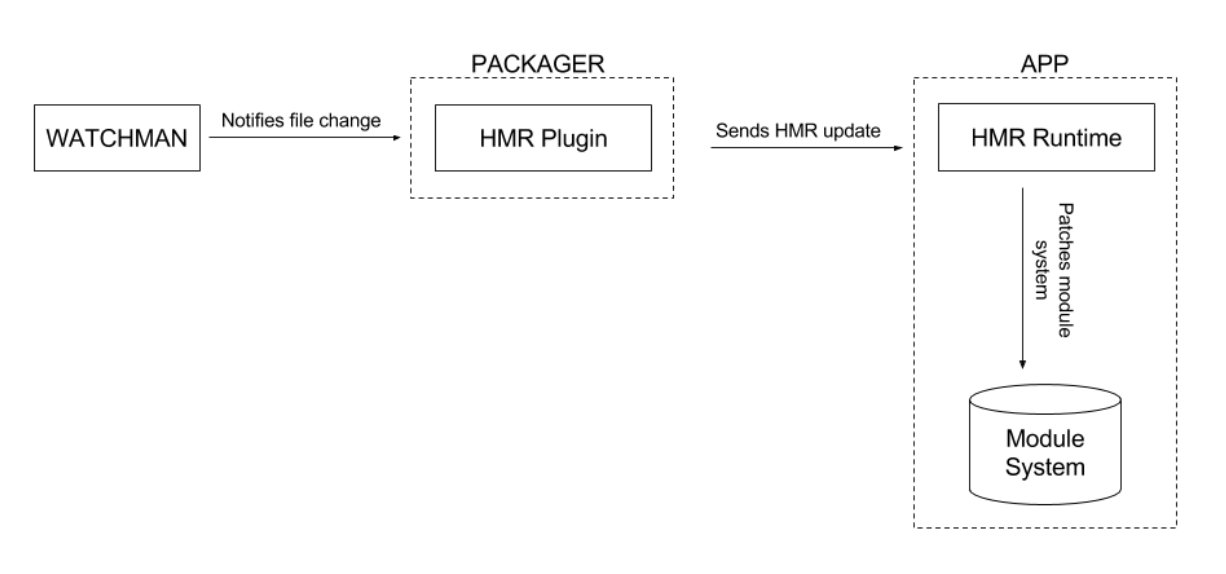 PACKAGER
APP
WATCHMAN
Notifies file change
HMR Plugin
Sends HMR update
HMR Runtime
Patches module
system
Module
System